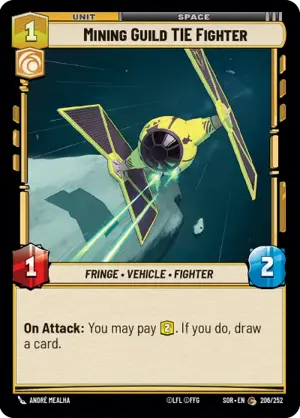 UNIT
SPACE
1
MINING GUILD TIE FIGHTER
1
2
FRINGE • VEHICLE • FIGHTER
On Attack: You may pay 2. If you do, draw
a card.
ANDRÉ MEALHA
©LFL ©FFG
SOR • EN C 206/252